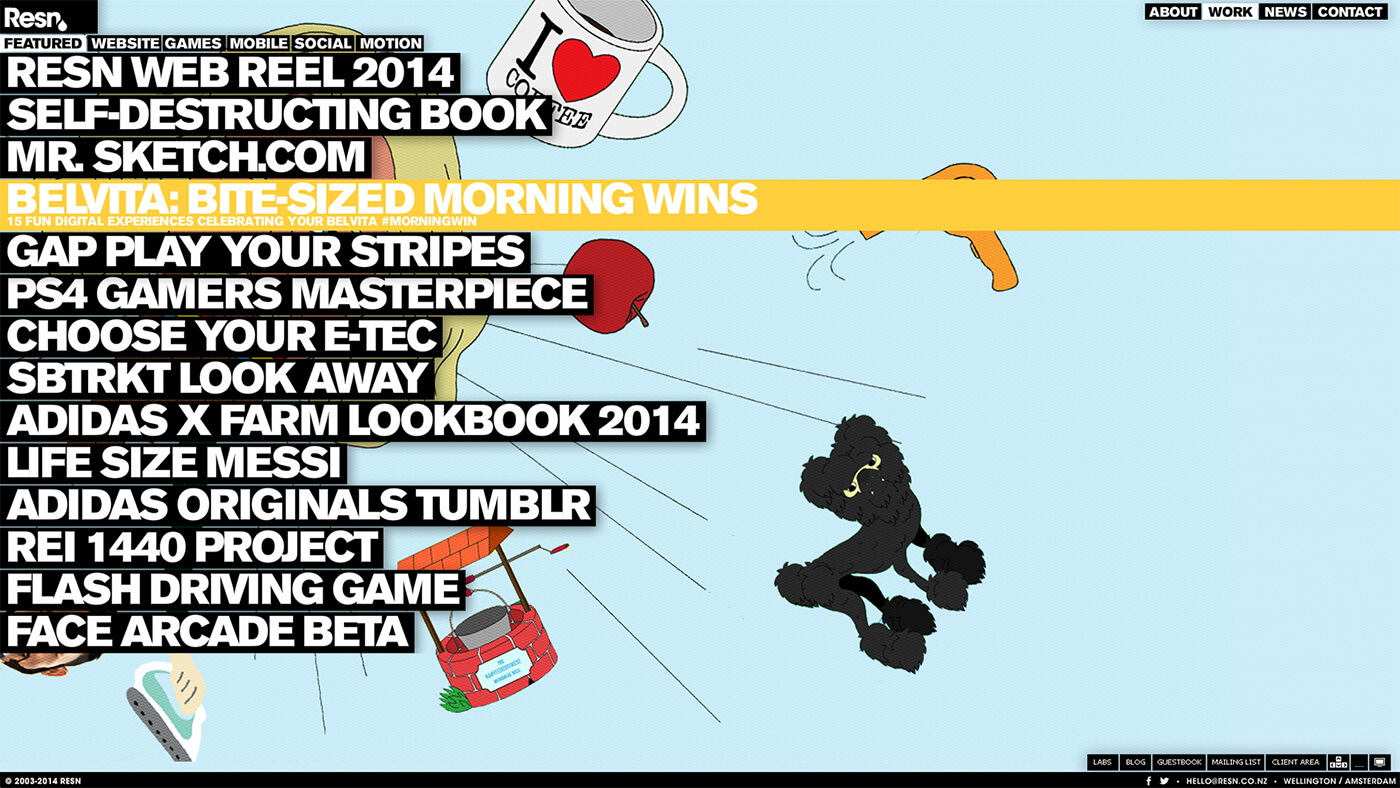 Resn
ABOUT WORK NEWS CONTACT
FEATURED WEBSITE GAMES MOBILE SOCIAL MOTION
RESN WEB REEL 2014
SELF-DESTRUCTING BOOK
MR. SKETCH.COM
BELVITA: BITE-SIZED MORNING WINS
15 FUN DIGITAL EXPERIENCES CELEBRATING YOUR BELVITA #MORNINGWIN
GAP PLAY YOUR STRIPES
PS4 GAMERS MASTERPIECE
CHOOSE YOUR E-TEC
SBTRKT LOOK AWAY
ADIDAS X FARM LOOKBOOK 2014
LIFE SIZE MESSI
ADIDAS ORIGINALS TUMBLR
REI 1440 PROJECT
FLASH DRIVING GAME
FACE ARCADE BETA
I
COFFEE
THE
LABS BLOG GUESTBOOK MAILING LIST CLIENT AREA
© 2003-2014 RESN
HELLO@RESN.CO.NZ • WELLINGTON / AMSTERDAM